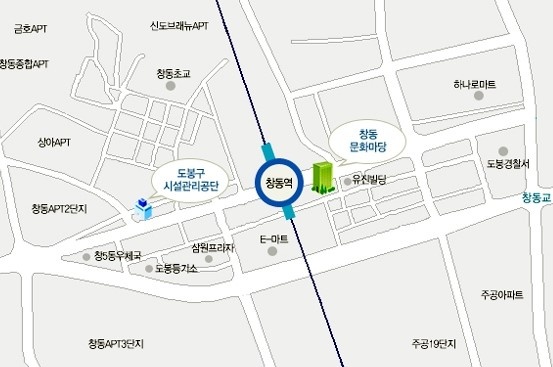 금호APT
신도브래뉴APT
창동종합APT
창동초교
하나로마트
창동
문화마당
상아APT
도봉구
시설관리공단
창동역
유진빌딩
도봉경찰서
창동교
창동APT2단지
삼원프라자
E-마트
창5동우체국
도봉등기소
주공아파트
창동APT3단지
주공19단지